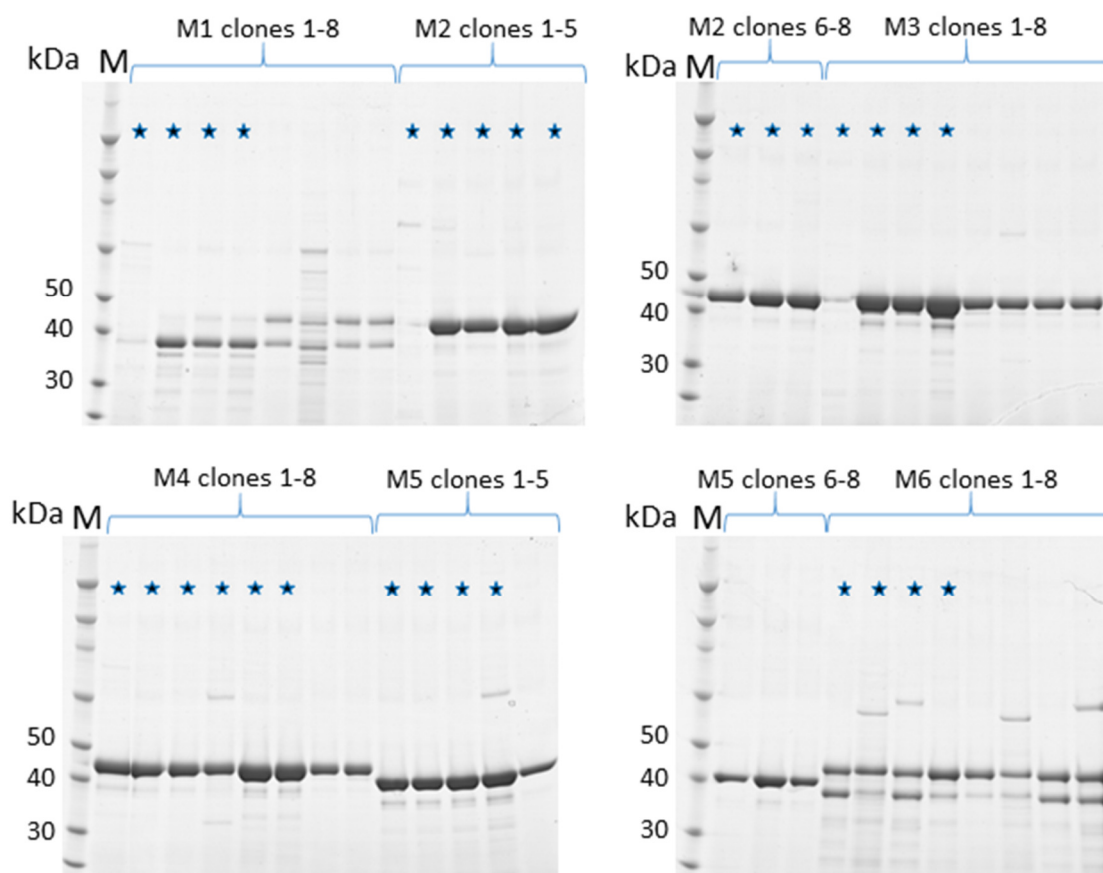 M1 clones 1-8
M2 clones 1-5
kDa M
50
40
30
M2 clones 6-8
M3 clones 1-8
kDa M
50
40
30
M4 clones 1-8
M5 clones 1-5
kDa M
50
40
30
M5 clones 6-8
M6 clones 1-8
kDa M
50
40
30